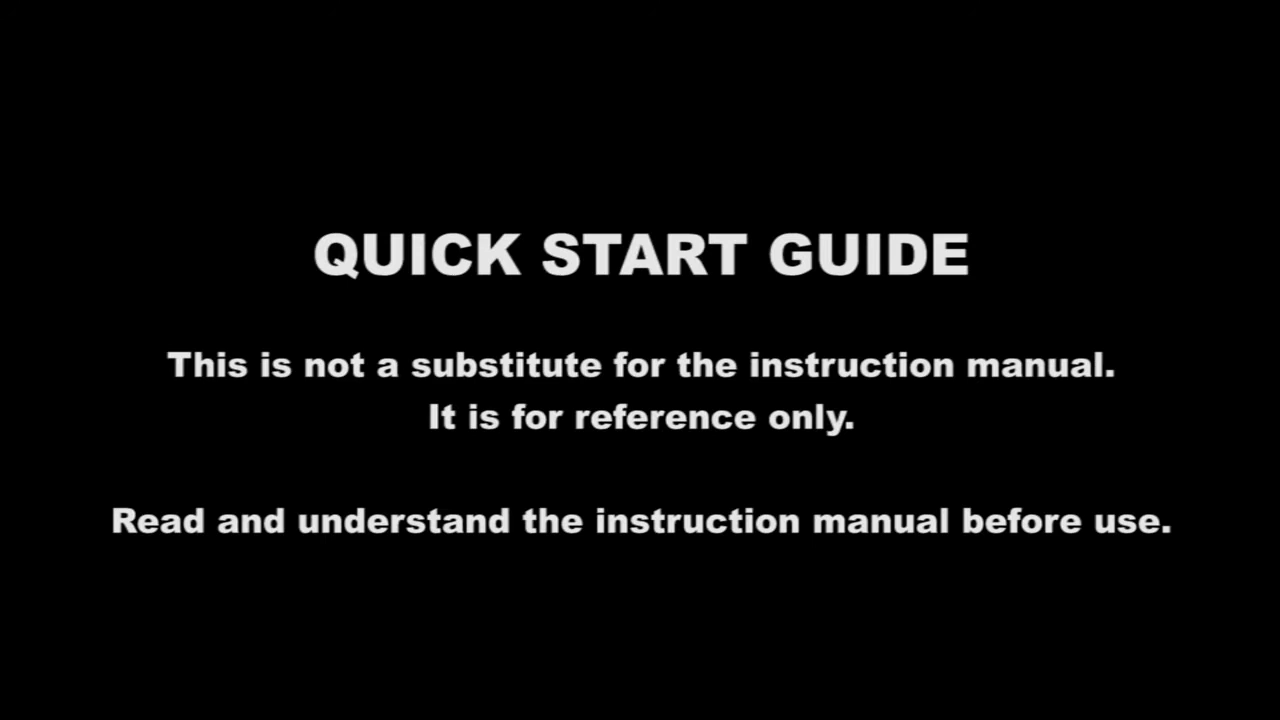 QUICK START GUIDE
This is not a substitute for the instruction manual.
It is for reference only.
Read and understand the instruction manual before use.